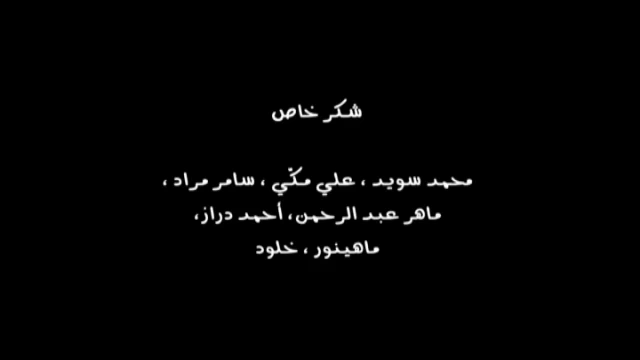 شكر خاص
محمد سويد ، علي مكّي ، سامر مراد ،
ماهر عبد الرحمن، أحمد دراز،
ماهينور ، خلود